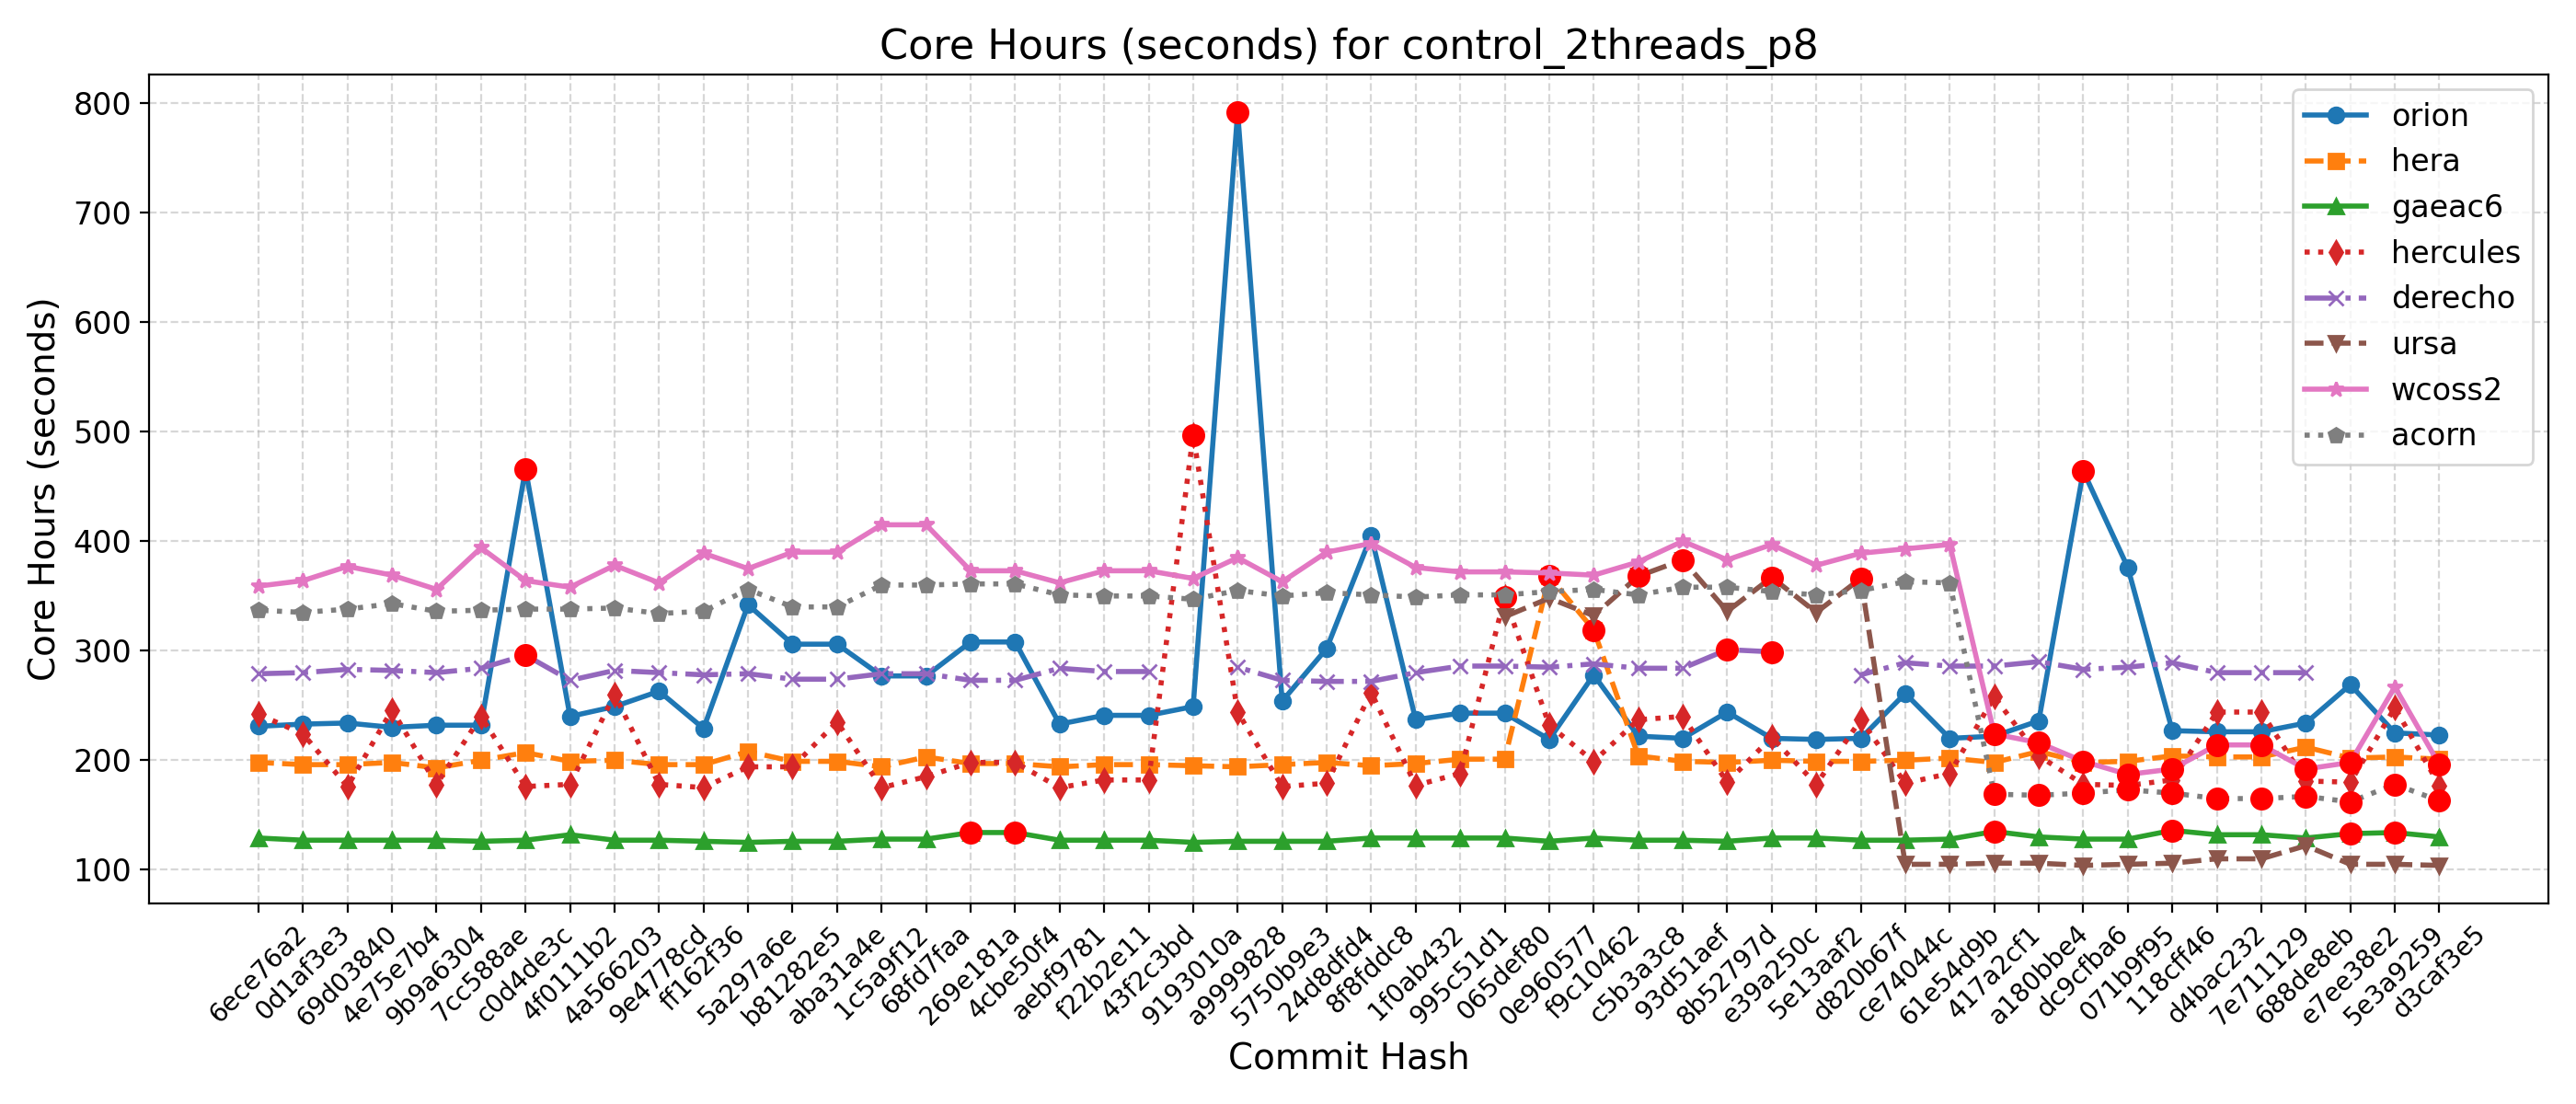 Core Hours (seconds) for control_2threads_p8
Core Hours (seconds)
800
700
600
500
400
300
200
100
orion
hera
gaeac6
hercules
derecho
ursa
wcoss2
acorn
6ece76a2
0d1af3e3
69d03840
4e75e7b4
9b9a6304
7cc588ae
c0d4de3c
4f0111b2
4a566203
9e4778cd
ff162f36
5a297a6e
b81282e5
aba31a4e
1c5a9f12
68fd7faa
269e181a
4cbe50f4
aebf9781
f22b2e11
43f2c3bd
9193010a
a9999828
5750b9e3
24d8dfd4
8f8fddc8
1f0ab432
995c51d1
065def80
0e960577
f9c10462
c5b3a3c8
93d51aef
8b52797d
e39a250c
5e13aaf2
d820b67f
ce74044c
61e54d9b
417a2cf1
a180bbe4
dc9cfba6
071b9f95
118cff46
d4bac232
7e711129
688de8eb
e7ee38e2
5e3a9259
d3caf3e5
Commit Hash